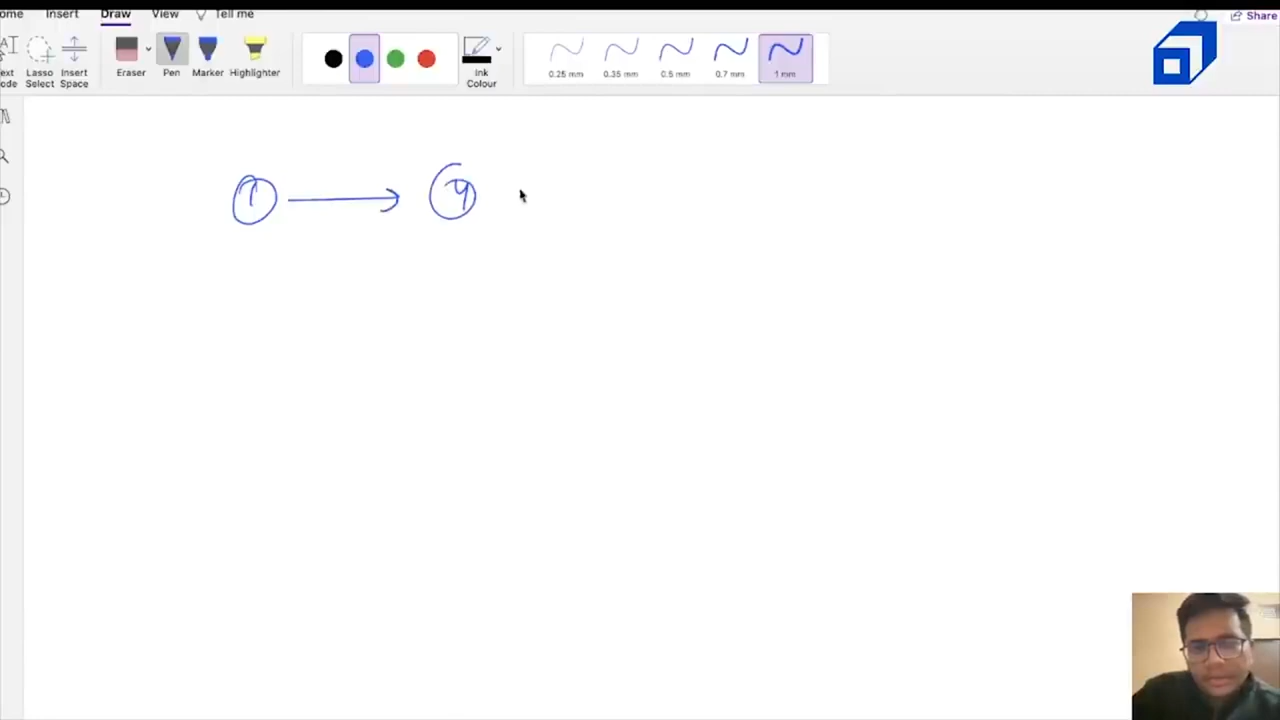 ome Insert Draw View Tell me
Share
ext
ode
Lasso
Select
Insert
Space
Eraser
Pen
Marker
Highlighter
Ink
Colour
0.25 mm
0.35 mm
0.5 mm
0.7 mm
1 mm
1